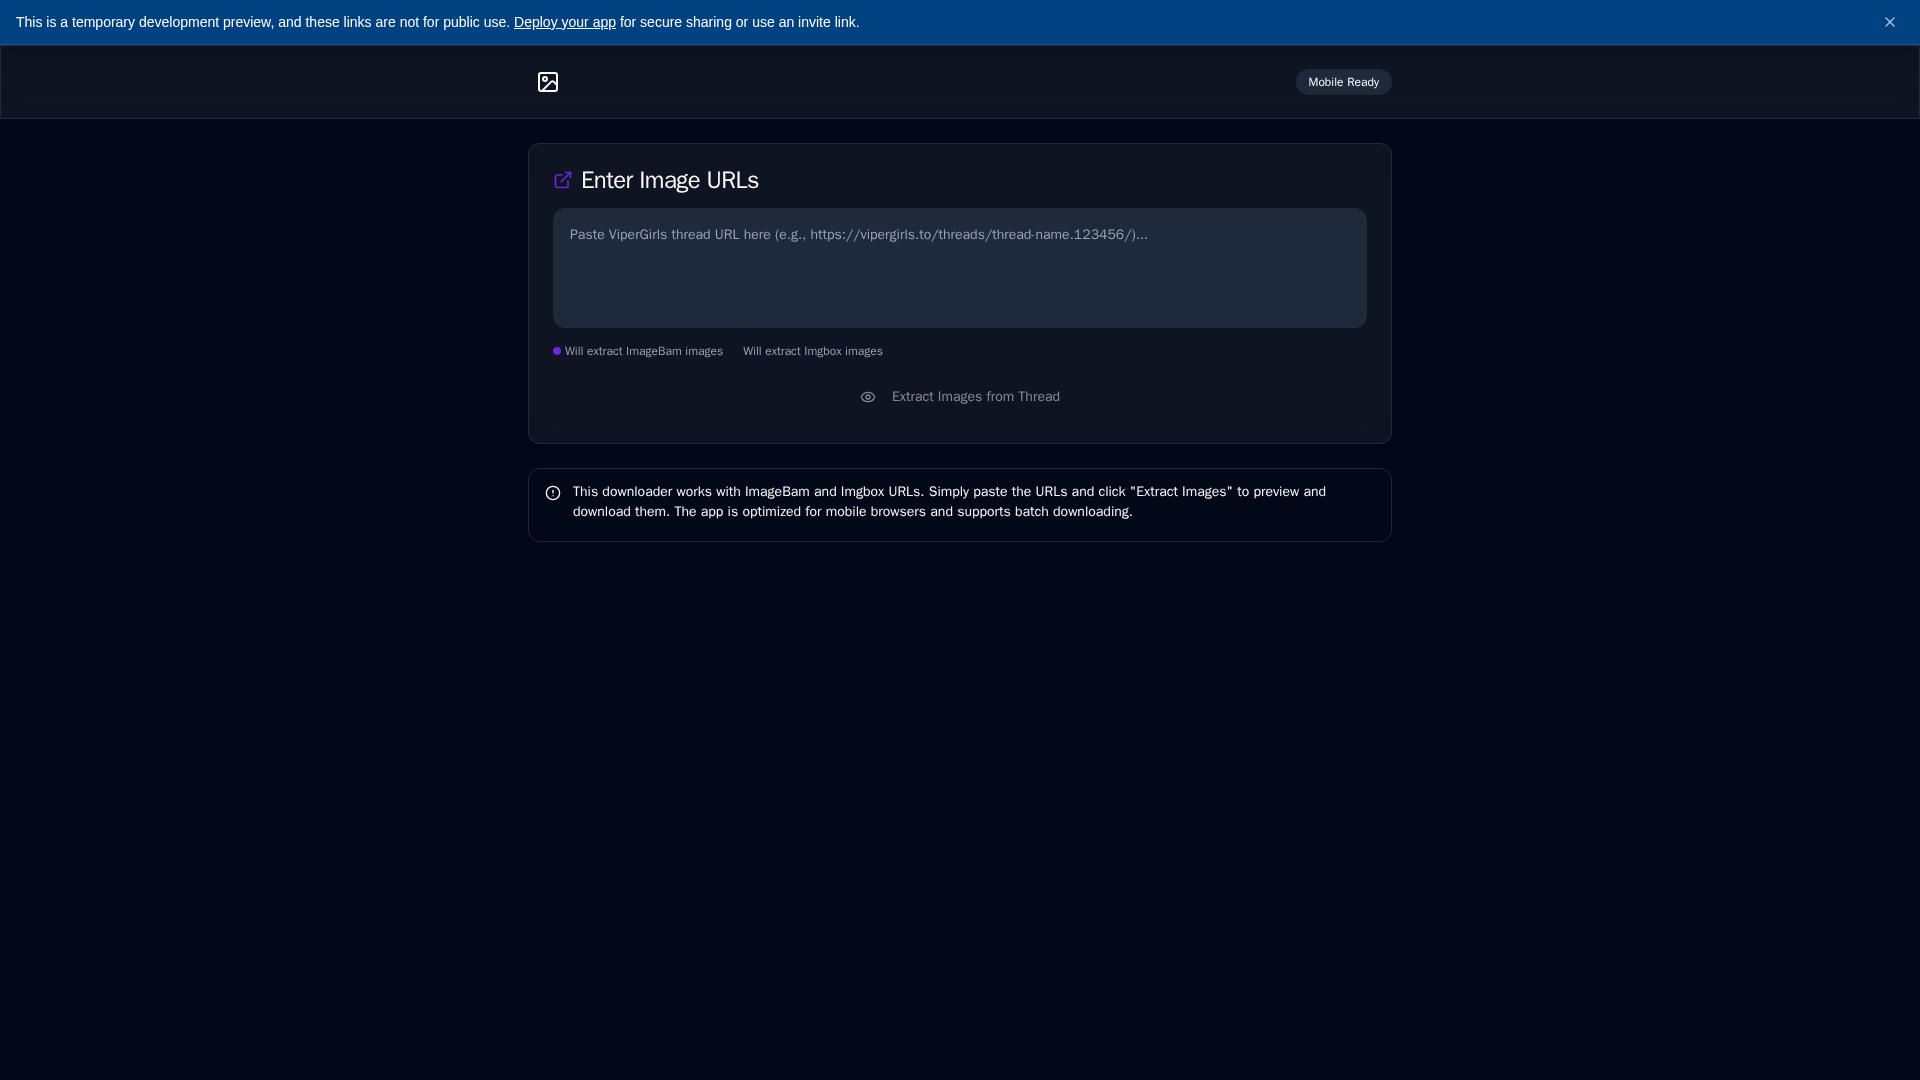 This is a temporary development preview, and these links are not for public use. Deploy your app for secure sharing or use an invite link.
Mobile Ready
Enter Image URLs
Paste ViperGirls thread URL here (e.g., https://vipergirls.to/threads/thread-name.123456/)...
Will extract ImageBam images
Will extract Imgbox images
Extract Images from Thread
This downloader works with ImageBam and Imgbox URLs. Simply paste the URLs and click "Extract Images" to preview and
download them. The app is optimized for mobile browsers and supports batch downloading.